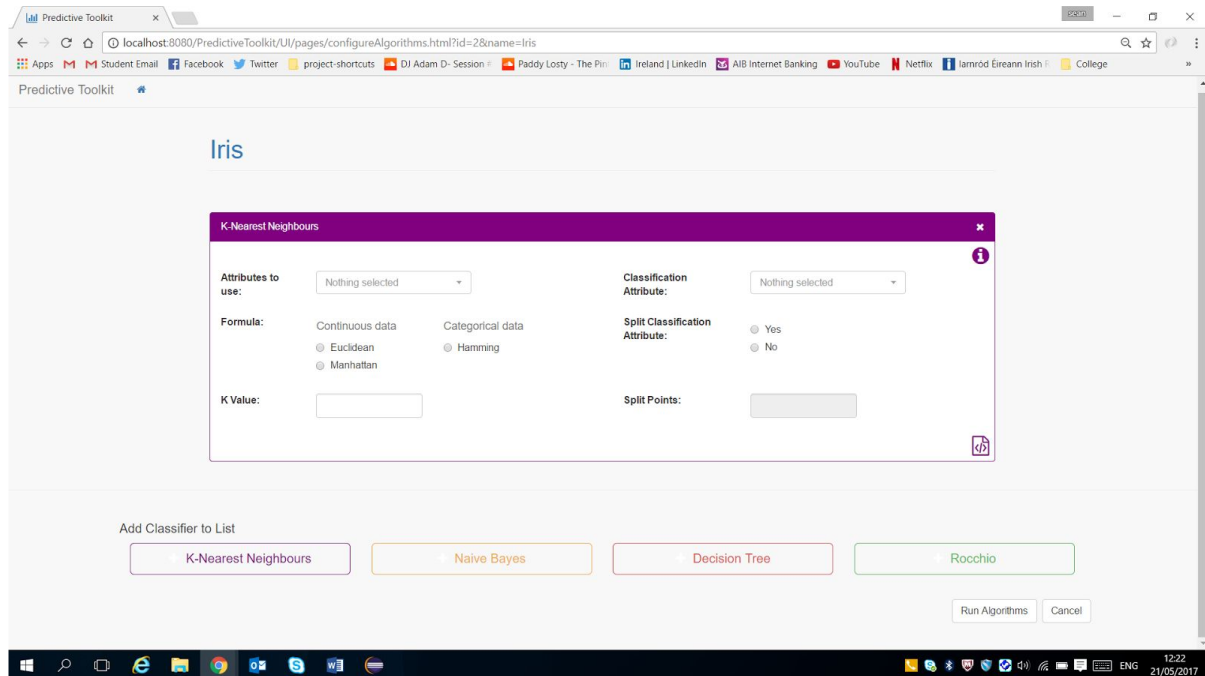 Predictive Toolkit
sean
localhost:8080/PredictiveToolkit/UI/pages/configureAlgorithms.html?id=2&name=Iris
Apps Student Email Facebook Twitter project-shortcuts DJ Adam D- Session Paddy Losty - The Pin Ireland | LinkedIn AIB Internet Banking YouTube Netflix Iarnród Éireann Irish R College »
Predictive Toolkit
Iris
K-Nearest Neighbours
Attributes to use:
Nothing selected
Classification Attribute:
Nothing selected
Formula:
Continuous data
Categorical data
Euclidean
Hamming
Manhattan
Split Classification Attribute:
Yes
No
K Value:
Split Points:
Add Classifier to List
K-Nearest Neighbours
Naive Bayes
Decision Tree
Rocchio
Run Algorithms
Cancel
ENG
12:22
21/05/2017